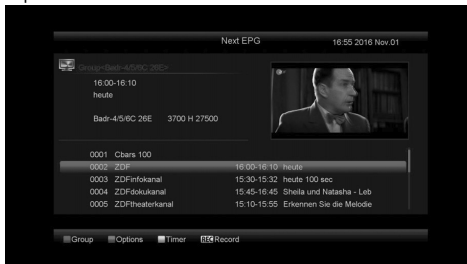 Next EPG
16:55 2016 Nov.01
Group<Badr-4/5/6C 26E>
16:00-16:10
heute
Badr-4/5/6C 26E 3700 H 27500
0001 Cbars 100
0002 ZDF 16:00-16:10 heute
0003 ZDFinfokanal 15:30-15:32 heute 100 sec
0004 ZDFdokukanal 15:45-16:45 Sheila und Natasha - Leb
0005 ZDFtheaterkanal 15:10-15:55 Erkennen Sie die Melodie
Group Options Timer REC Record